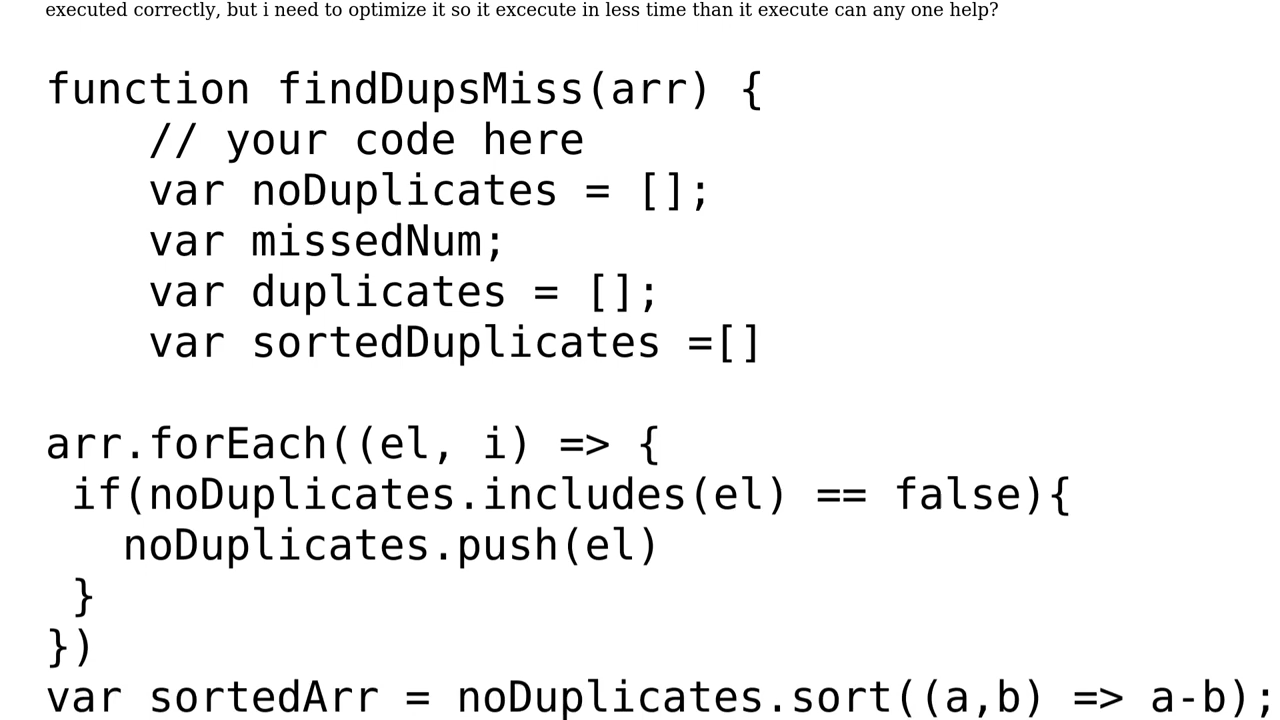 executed correctly, but i need to optimize it so it excecute in less time than it execute can any one help?
function findDupsMiss(arr) {
    // your code here
    var noDuplicates = [];
    var missedNum;
    var duplicates = [];
    var sortedDuplicates =[]
arr.forEach((el, i) => {
 if(noDuplicates.includes(el) == false){
   noDuplicates.push(el)
 }
})
var sortedArr = noDuplicates.sort((a,b) => a-b);